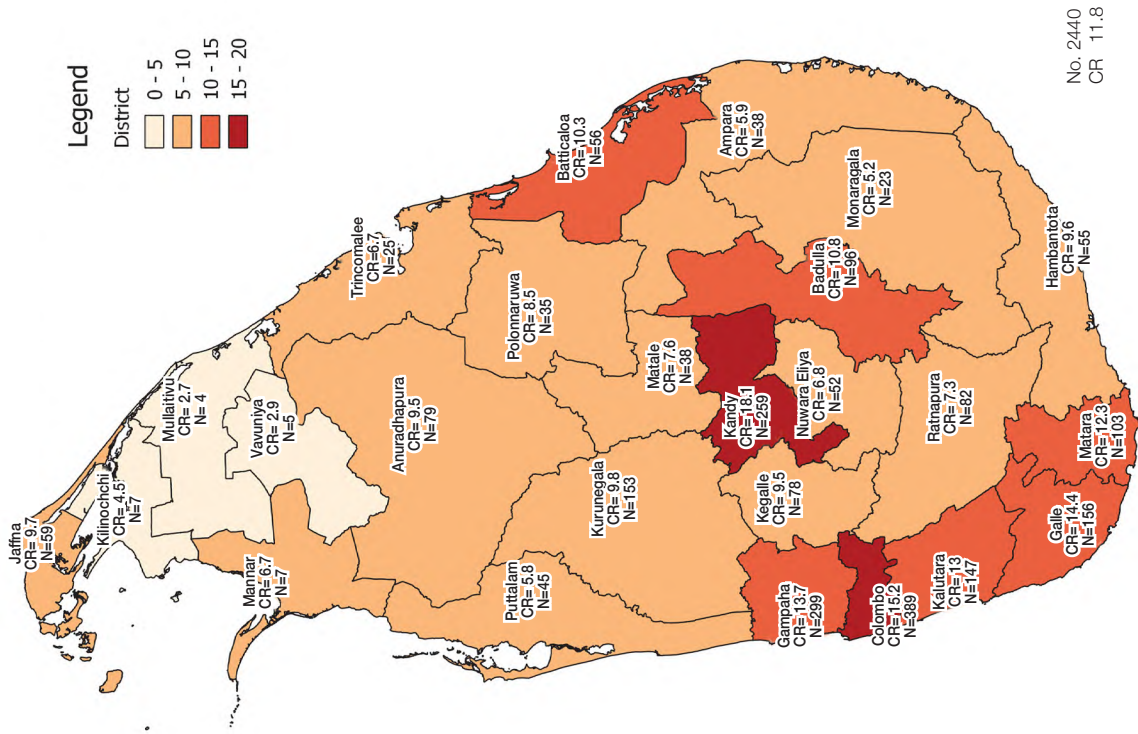 Legend
District
0 - 5
5 - 10
10 - 15
15 - 20
Jaffna
CR= 9.7
N=59
Kilinochchi
CR= 4.5
N=7
Mullaitivu
CR= 2.7
N= 4
Vavuniya
CR= 2.9
N=5
Mannar
CR= 6.7
N=7
Trincomalee
CR=6.7
N=25
Anuradhapura
CR= 9.5
N=79
Polonnaruwa
CR= 8.5
N=35
Batticaloa
CR= 10.3
N=56
Puttalam
CR= 5.8
N=45
Kurunegala
CR= 9.8
N=153
Matale
CR= 7.6
N=38
Ampara
CR= 5.9
N=38
Kandy
CR=18.1
N=259
Kegalle
CR= 9.5
N=78
Nuwara Eliya
CR= 6.8
N=52
Badulla
CR= 10.8
N=96
Monaragala
CR= 5.2
N=23
Gampaha
CR= 13.7
N=299
Colombo
CR=15.2
N=389
Kalutara
CR= 13
N=147
Ratnapura
CR= 7.3
N=82
Galle
CR= 14.4
N=156
Matara
CR= 12.3
N=103
Hambantota
CR= 9.6
N=55
No. 2440
CR 11.8